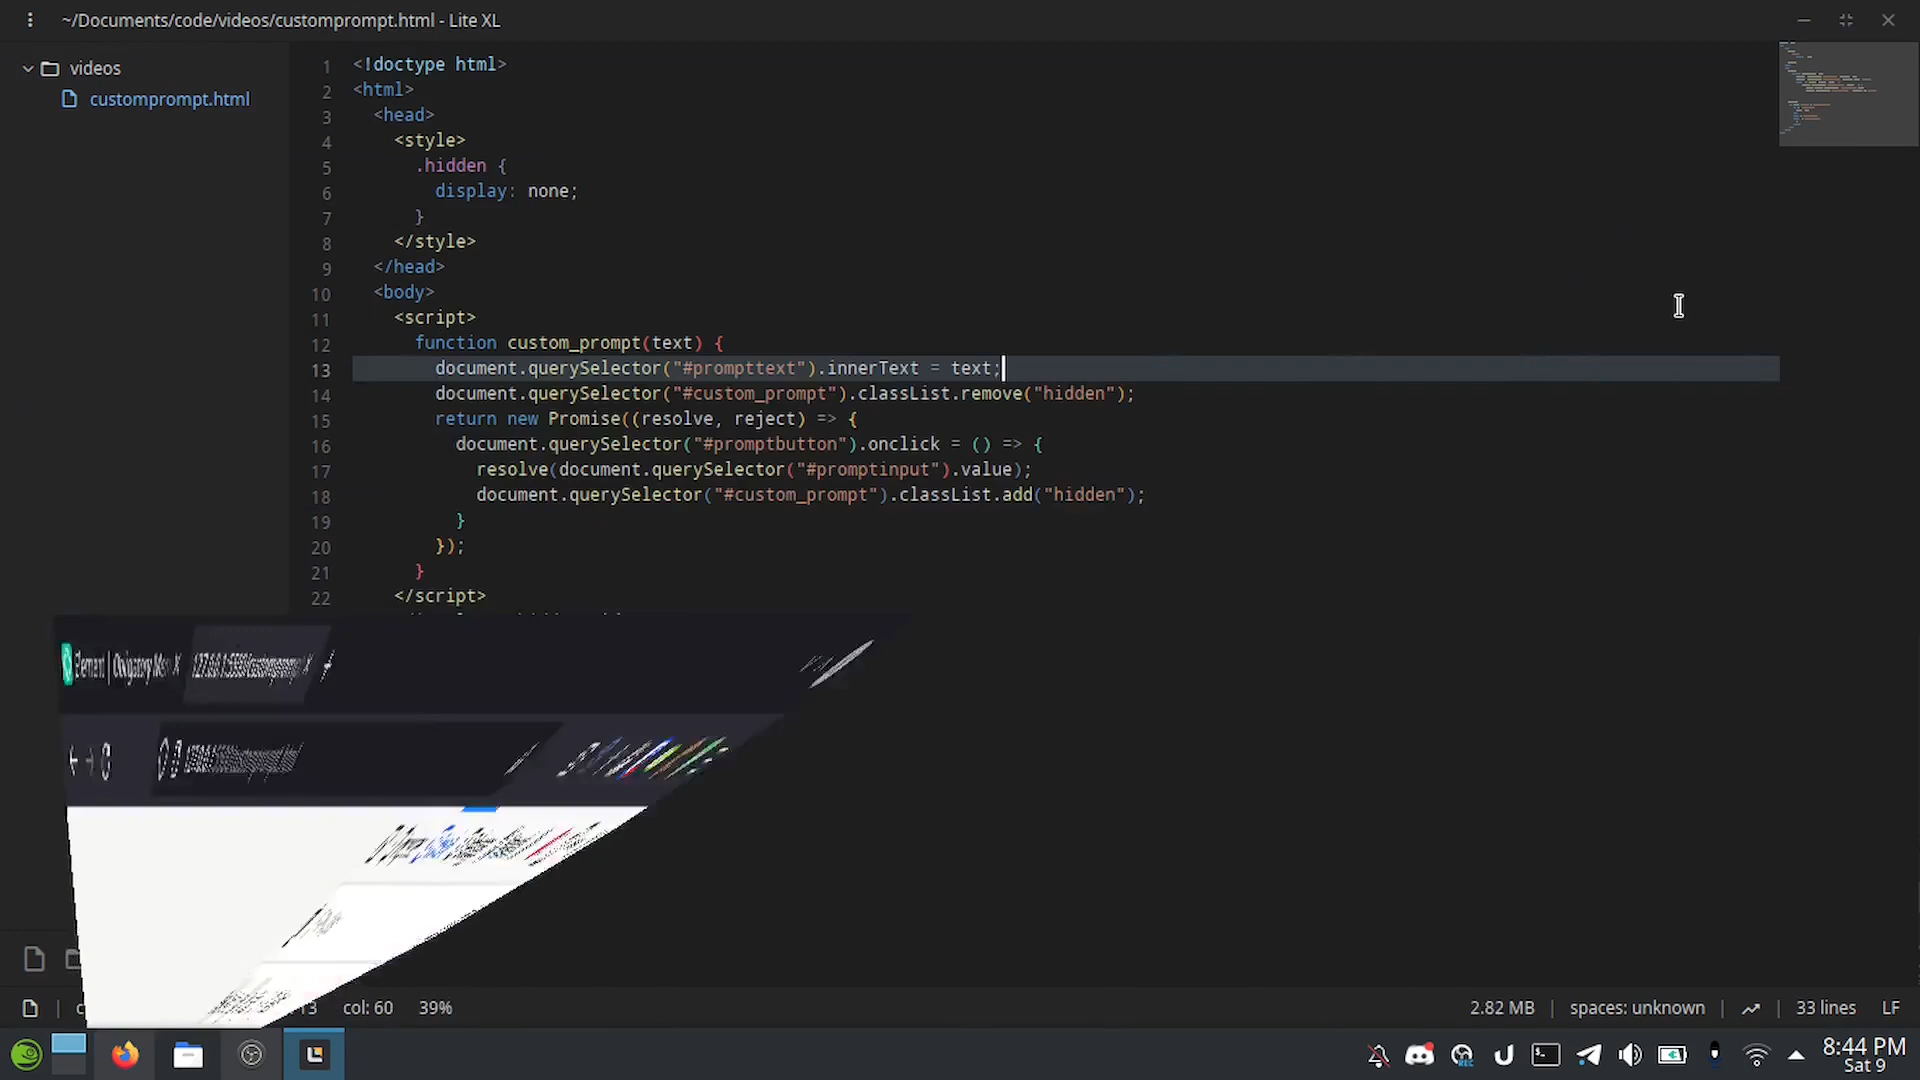 ~/Documents/code/videos/customprompt.html - Lite XL
videos
customprompt.html
1 <!doctype html>
2 <html>
3 <head>
4 <style>
5 .hidden {
6 display: none;
7 }
8 </style>
9 </head>
10 <body>
11 <script>
12 function custom_prompt(text) {
13 document.querySelector("#prompttext").innerText = text;
14 document.querySelector("#custom_prompt").classList.remove("hidden");
15 return new Promise((resolve, reject) => {
16 document.querySelector("#promptbutton").onclick = () => {
17 resolve(document.querySelector("#promptinput").value);
18 document.querySelector("#custom_prompt").classList.add("hidden");
19 }
20 });
21 }
22 </script>
Element |
col: 60 39% 2.82 MB spaces: unknown 33 lines LF
REC
8:44 PM
Sat 9